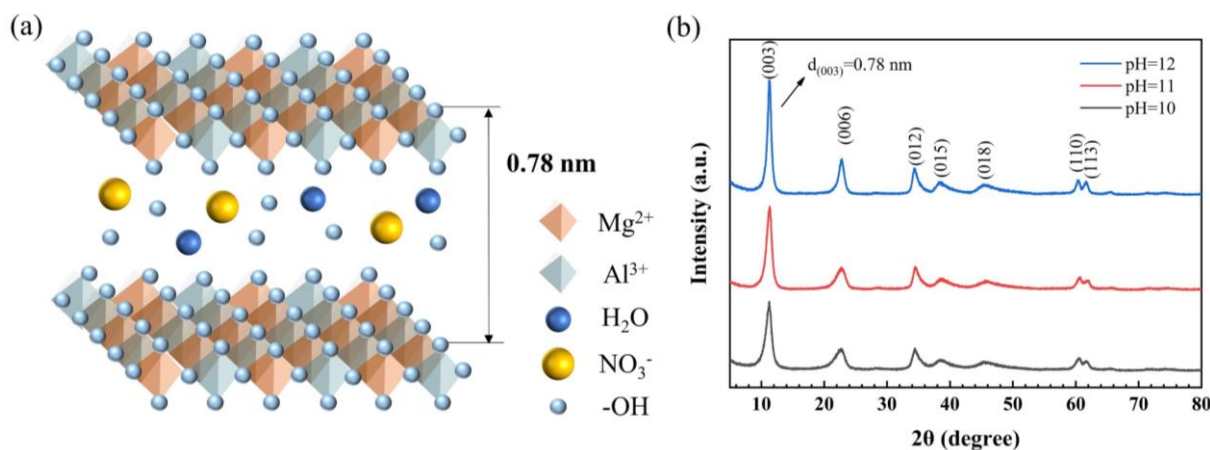 (a)
0.78 nm
Mg²⁺
Al³⁺
H₂O
NO₃⁻
-OH
(b)
(003)
d₍₀₀₃₎=0.78 nm
(006)
(012)
(015)
(018)
(110)
(113)
pH=12
pH=11
pH=10
Intensity (a.u.)
10 20 30 40 50 60 70 80
2θ (degree)